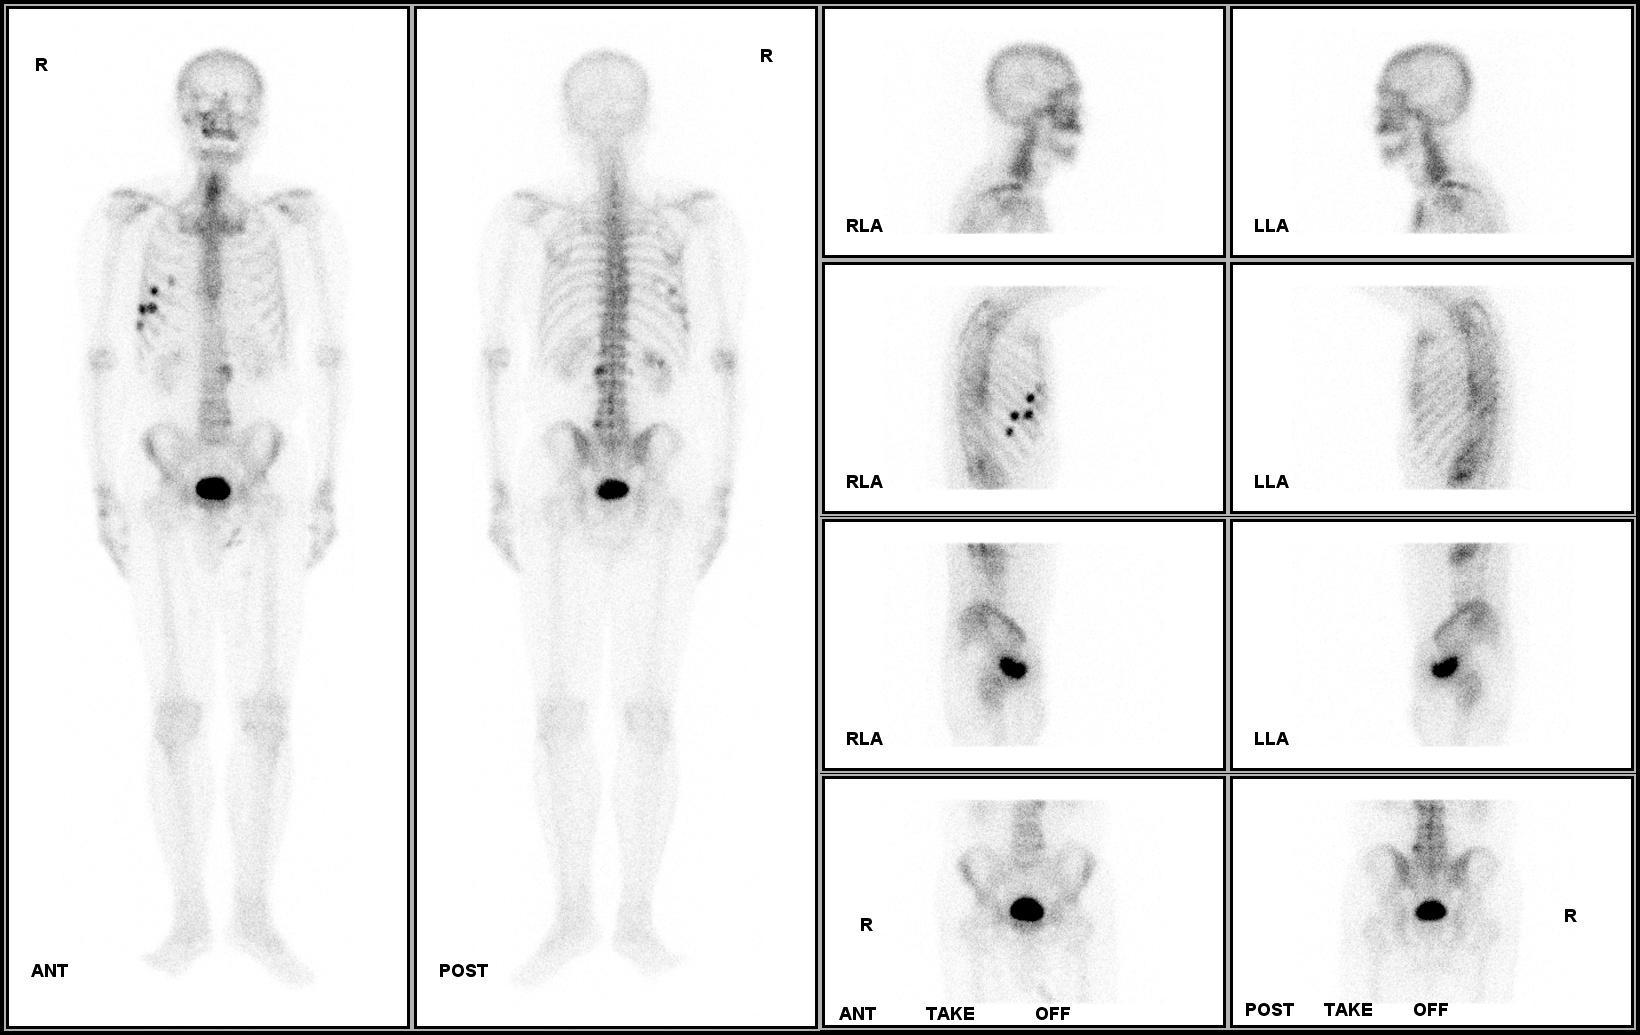 R
ANT
R
POST
RLA
LLA
RLA
LLA
RLA
LLA
R
ANT TAKE OFF
R
POST TAKE OFF